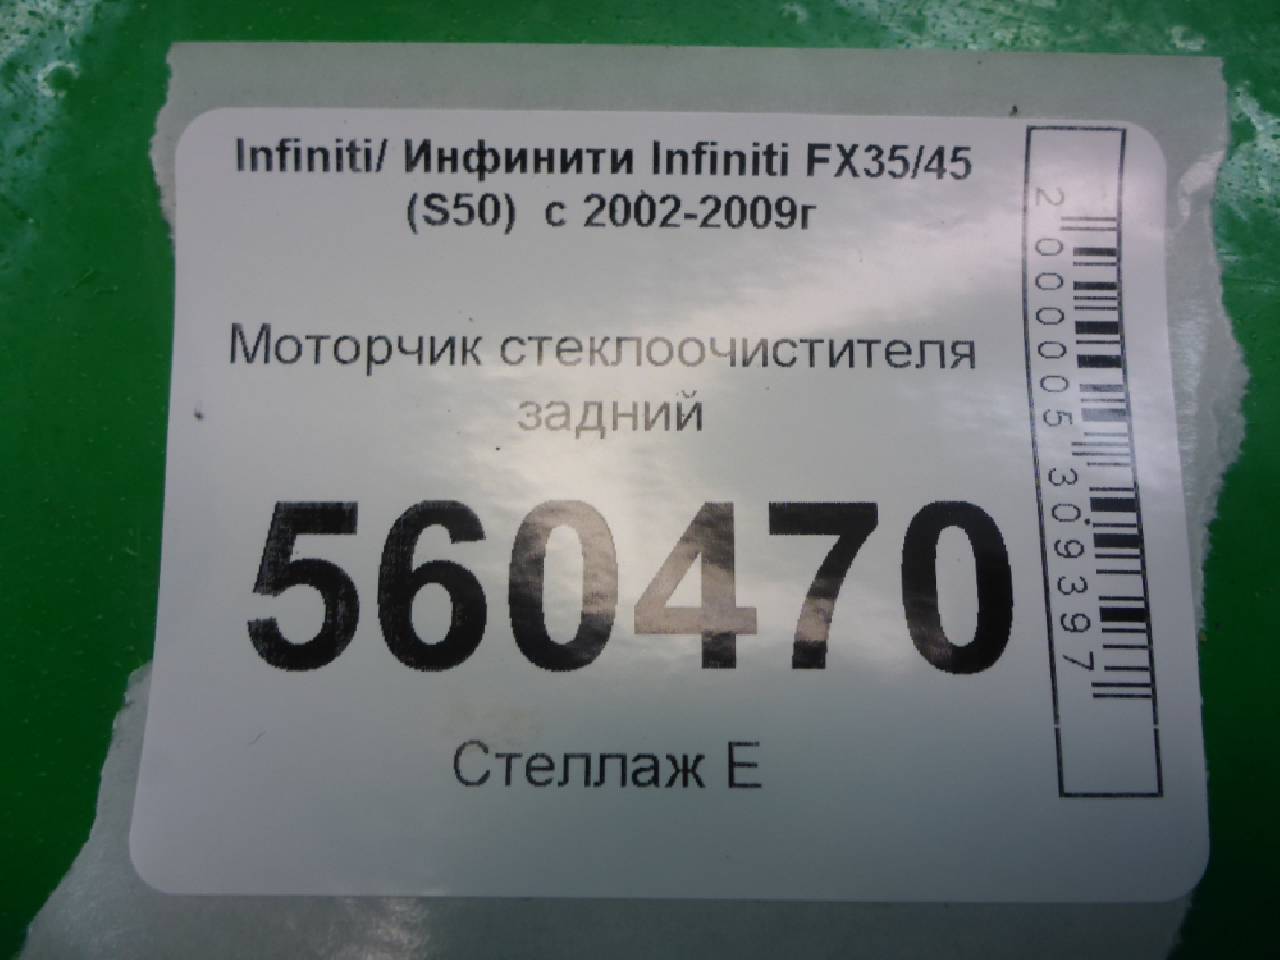 Infiniti/ Инфинити Infiniti FX35/45
(S50) с 2002-2009г
Моторчик стеклоочистителя
задний
560470
Стеллаж Е
2000005309397